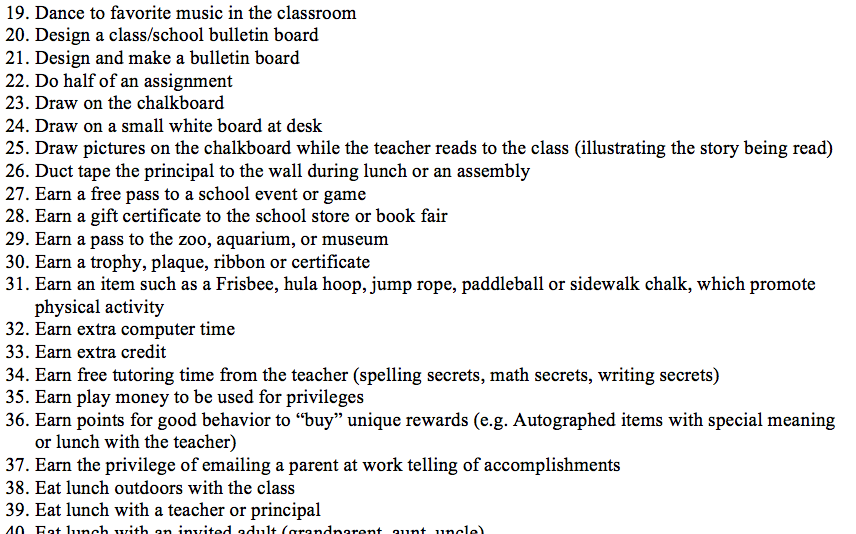 19. Dance to favorite music in the classroom
20. Design a class/school bulletin board
21. Design and make a bulletin board
22. Do half of an assignment
23. Draw on the chalkboard
24. Draw on a small white board at desk
25. Draw pictures on the chalkboard while the teacher reads to the class (illustrating the story being read)
26. Duct tape the principal to the wall during lunch or an assembly
27. Earn a free pass to a school event or game
28. Earn a gift certificate to the school store or book fair
29. Earn a pass to the zoo, aquarium, or museum
30. Earn a trophy, plaque, ribbon or certificate
31. Earn an item such as a Frisbee, hula hoop, jump rope, paddleball or sidewalk chalk, which promote
physical activity
32. Earn extra computer time
33. Earn extra credit
34. Earn free tutoring time from the teacher (spelling secrets, math secrets, writing secrets)
35. Earn play money to be used for privileges
36. Earn points for good behavior to “buy” unique rewards (e.g. Autographed items with special meaning
or lunch with the teacher)
37. Earn the privilege of emailing a parent at work telling of accomplishments
38. Eat lunch outdoors with the class
39. Eat lunch with a teacher or principal
40. Eat lunch with an invited adult (grandparent, aunt, uncle)